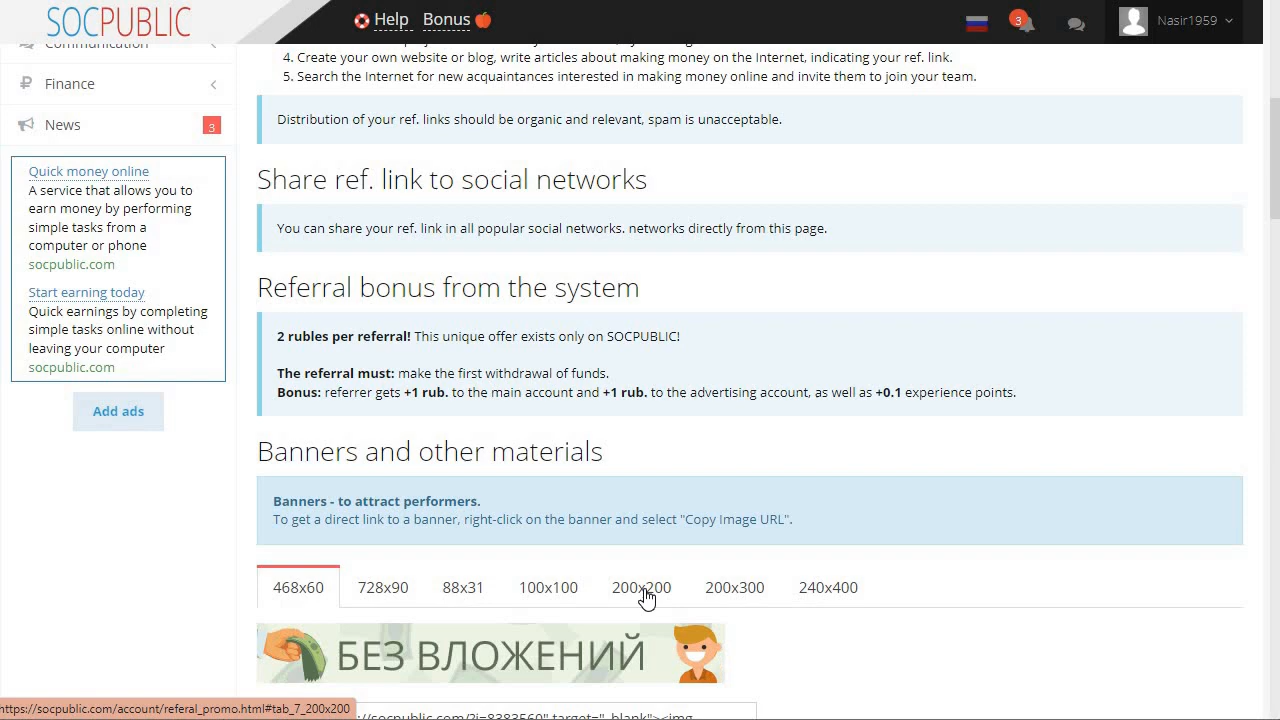 SOCPUBLIC
Help Bonus
3
Nasir1959
Communication
Finance
News 3
Quick money online
A service that allows you to
earn money by performing
simple tasks from a
computer or phone
socpublic.com
Start earning today
Quick earnings by completing
simple tasks online without
leaving your computer
socpublic.com
Add ads
4. Create your own website or blog, write articles about making money on the Internet, indicating your ref. link.
5. Search the Internet for new acquaintances interested in making money online and invite them to join your team.
Distribution of your ref. links should be organic and relevant, spam is unacceptable.
Share ref. link to social networks
You can share your ref. link in all popular social networks. networks directly from this page.
Referral bonus from the system
2 rubles per referral! This unique offer exists only on SOCPUBLIC!
The referral must: make the first withdrawal of funds.
Bonus: referrer gets +1 rub. to the main account and +1 rub. to the advertising account, as well as +0.1 experience points.
Banners and other materials
Banners - to attract performers.
To get a direct link to a banner, right-click on the banner and select "Copy Image URL".
468x60 728x90 88x31 100x100 200x200 200x300 240x400
БЕЗ ВЛОЖЕНИЙ
https://socpublic.com/account/referal_promo.html#tab_7_200x200
://socpublic.com/?i=8383560" target="_blank"><img